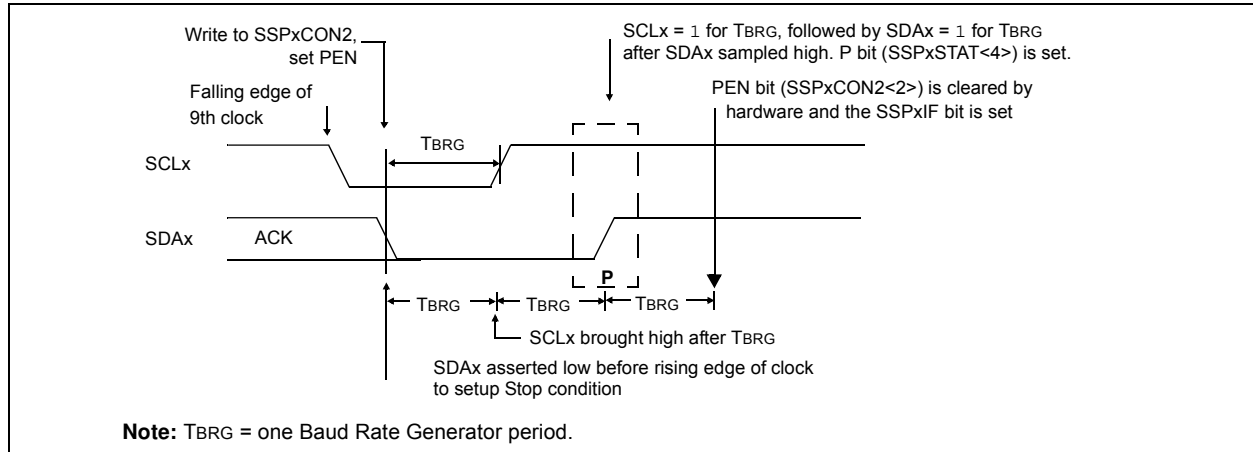 Write to SSPxCON2,
set PEN
SCLx = 1 for TBRG, followed by SDAx = 1 for TBRG
after SDAx sampled high. P bit (SSPxSTAT<4>) is set.
Falling edge of
9th clock
PEN bit (SSPxCON2<2>) is cleared by
hardware and the SSPxIF bit is set
TBRG
SCLx
SDAx
ACK
P
TBRG
TBRG
TBRG
SCLx brought high after TBRG
SDAx asserted low before rising edge of clock
to setup Stop condition
Note: TBRG = one Baud Rate Generator period.